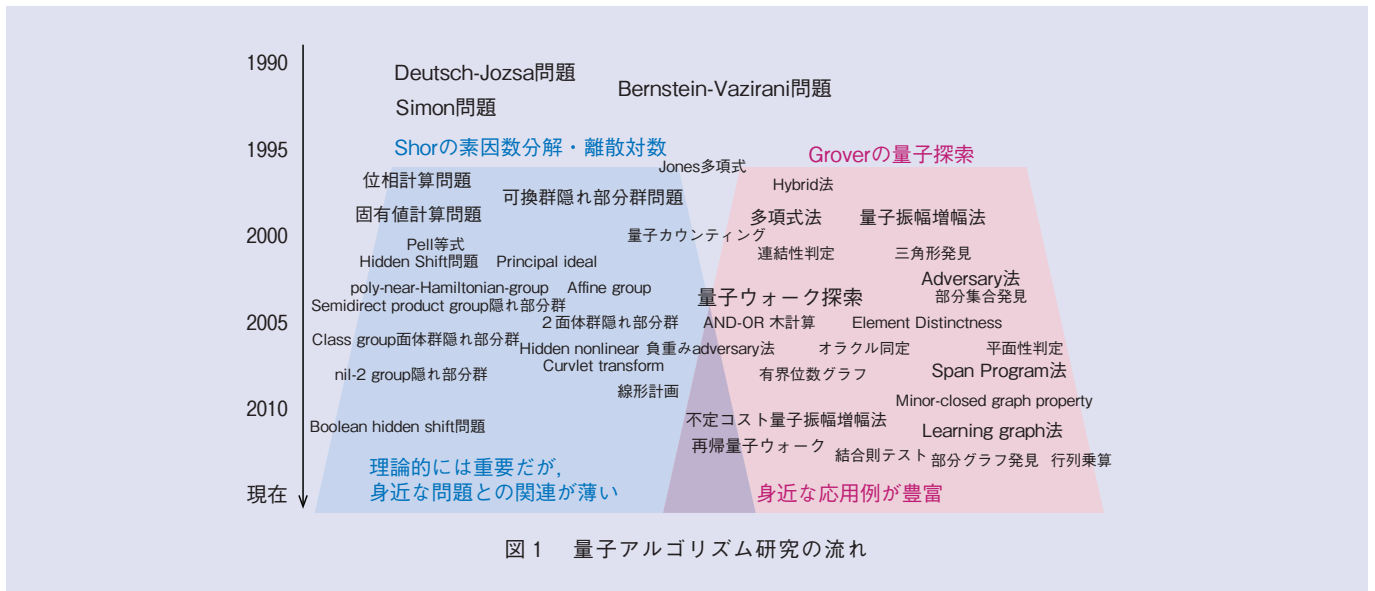 1990
Deutsch-Jozsa問題
Bernstein-Vazirani問題
Simon問題
1995
Shorの素因数分解・離散対数
Groverの量子探索
Jones多項式
位相計算問題
Hybrid法
可換群隠れ部分群問題
固有値計算問題
多項式法
量子振幅増幅法
2000
量子カウンティング
Pell等式
連結性判定
三角形発見
Hidden Shift問題
Principal ideal
Adversary法
poly-near-Hamiltonian-group
Affine group
量子ウォーク探索
部分集合発見
Semidirect product group隠れ部分群
2005
2面体群隠れ部分群
AND-OR 木計算
Element Distinctness
Class group面体群隠れ部分群
Hidden nonlinear
負重みadversary法
オラクル同定
平面性判定
Curvlet transform
nil-2 group隠れ部分群
有界位数グラフ
Span Program法
線形計画
Minor-closed graph property
2010
不定コスト量子振幅増幅法
Boolean hidden shift問題
Learning graph法
再帰量子ウォーク
結合則テスト
部分グラフ発見
行列乗算
理論的には重要だが,
身近な問題との関連が薄い
現在
身近な応用例が豊富
図1 量子アルゴリズム研究の流れ